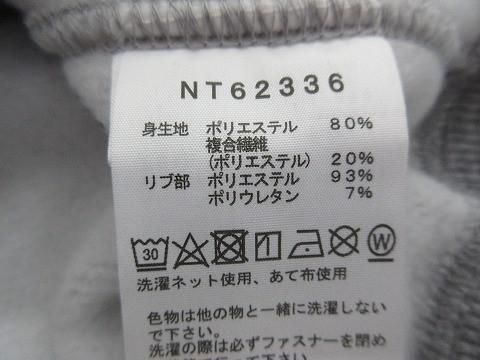 NT62336
身生地 ポリエステル 80%
複合繊維
(ポリエステル) 20%
リブ部 ポリエステル 93%
ポリウレタン 7%
30 W
洗濯ネット使用、あて布使用
色物は他の物と一緒に洗濯しない
で下さい。
洗濯の際は必ずファスナーを閉め